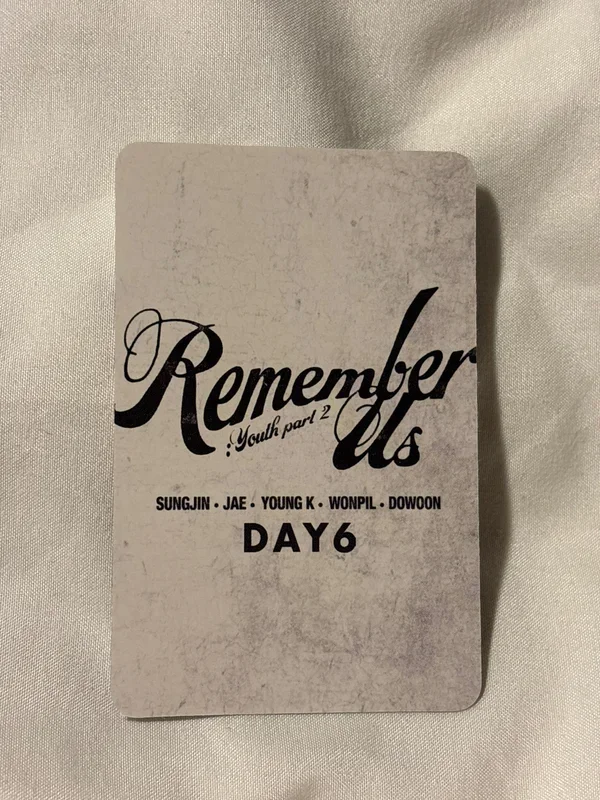 Remember
: Youth part 2
Us
SUNGJIN • JAE • YOUNG K • WONPIL • DOWOON
DAY6